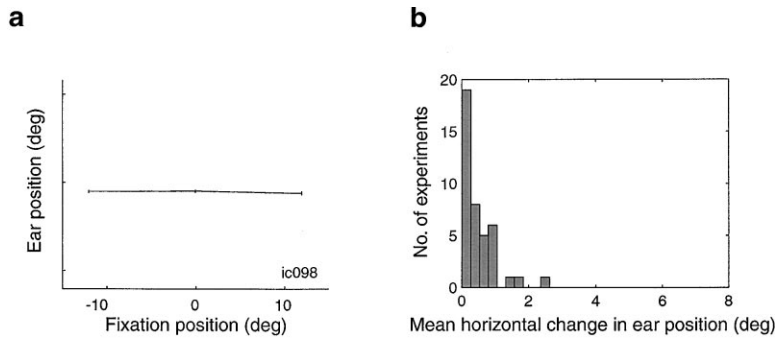 a
Ear position (deg)
ic098
-10 0 10
Fixation position (deg)
b
No. of experiments
20
15
10
5
0
0 2 4 6 8
Mean horizontal change in ear position (deg)